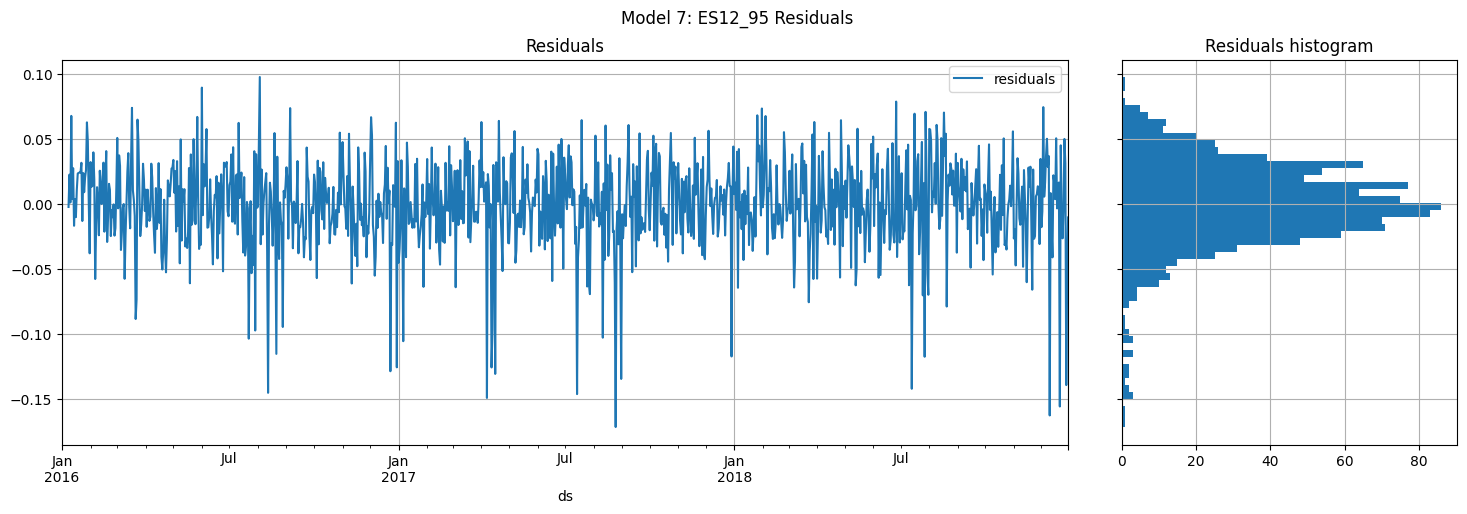 Model 7: ES12_95 Residuals
Residuals
Residuals histogram
residuals
0.10
0.05
0.00
−0.05
−0.10
−0.15
Jan
2016
Jul
Jan
2017
Jul
Jan
2018
Jul
ds
0
20
40
60
80